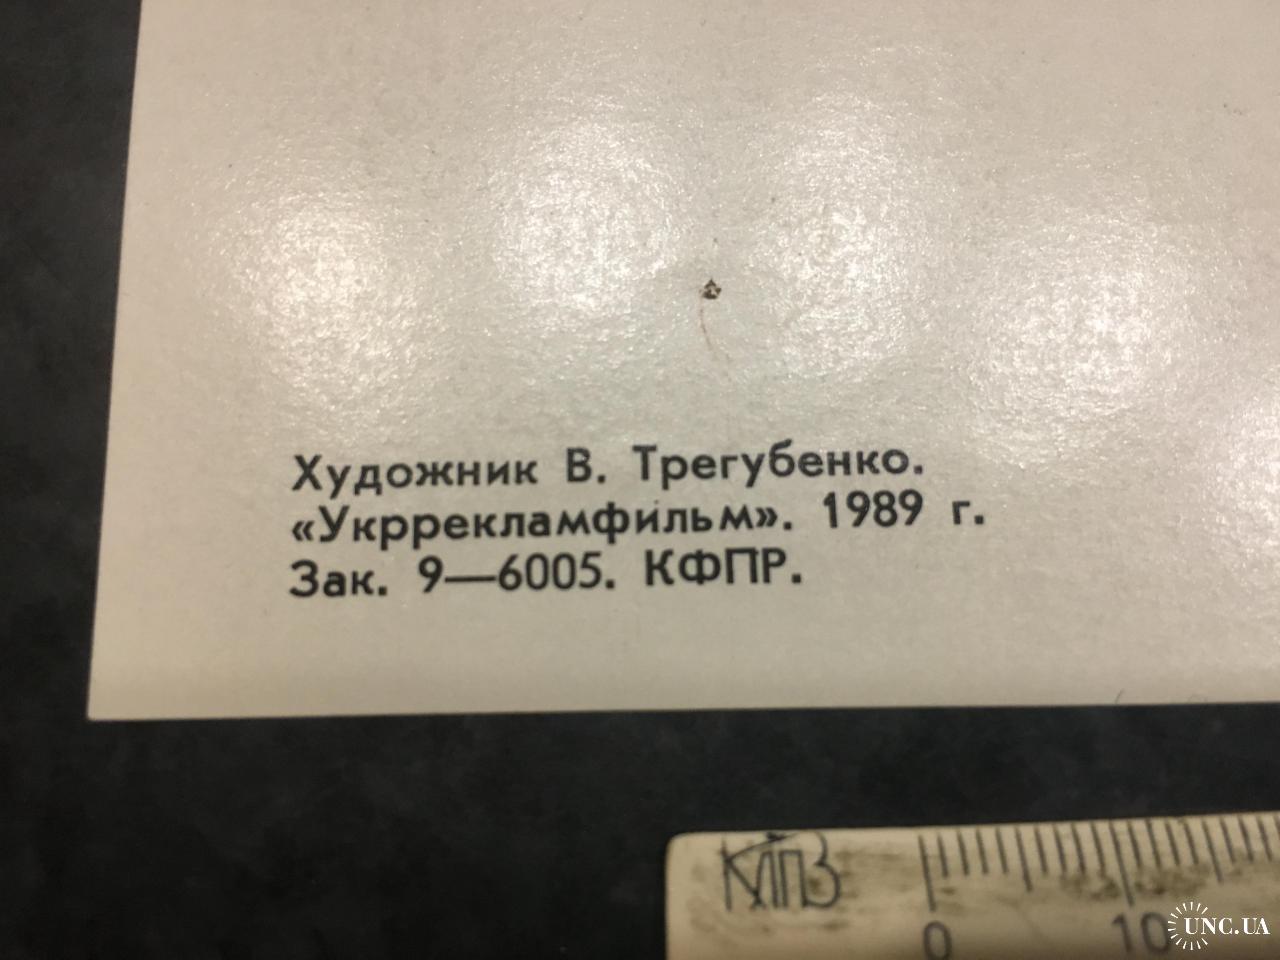 Художник В. Трегубенко.
«Укррекламфильм». 1989 г.
Зак. 9—6005. КФПР.
КПЗ
0 10
UNC.UA